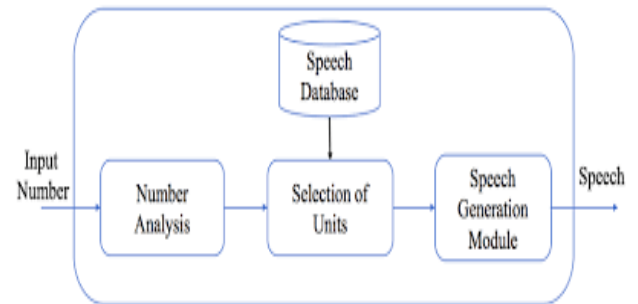 Speech
Database
Input
Number
Number
Analysis
Selection of
Units
Speech
Generation
Module
Speech